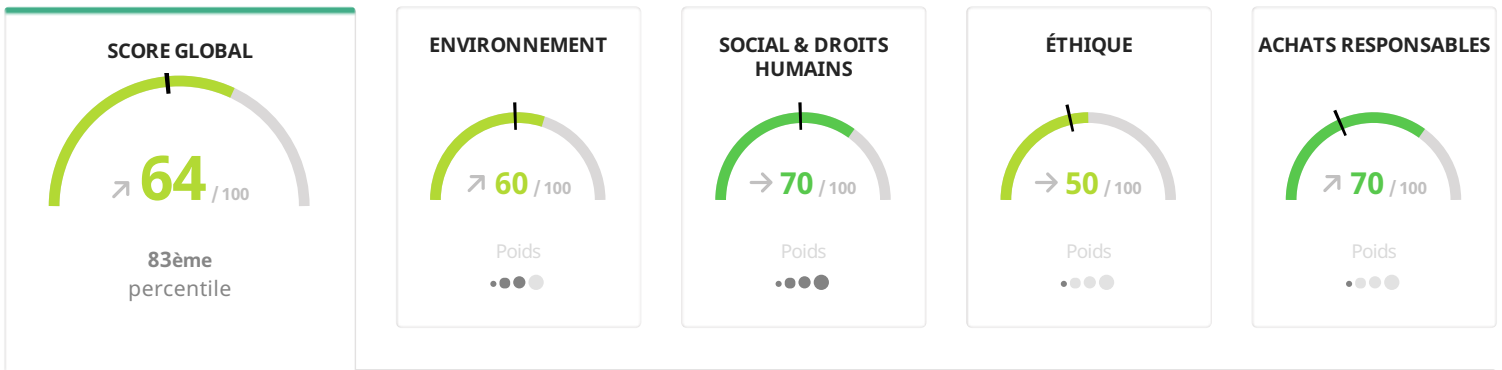 SCORE GLOBAL
64 / 100
83ème
percentile
ENVIRONNEMENT
60 / 100
Poids
SOCIAL & DROITS
HUMAINS
70 / 100
Poids
ÉTHIQUE
50 / 100
Poids
ACHATS RESPONSABLES
70 / 100
Poids